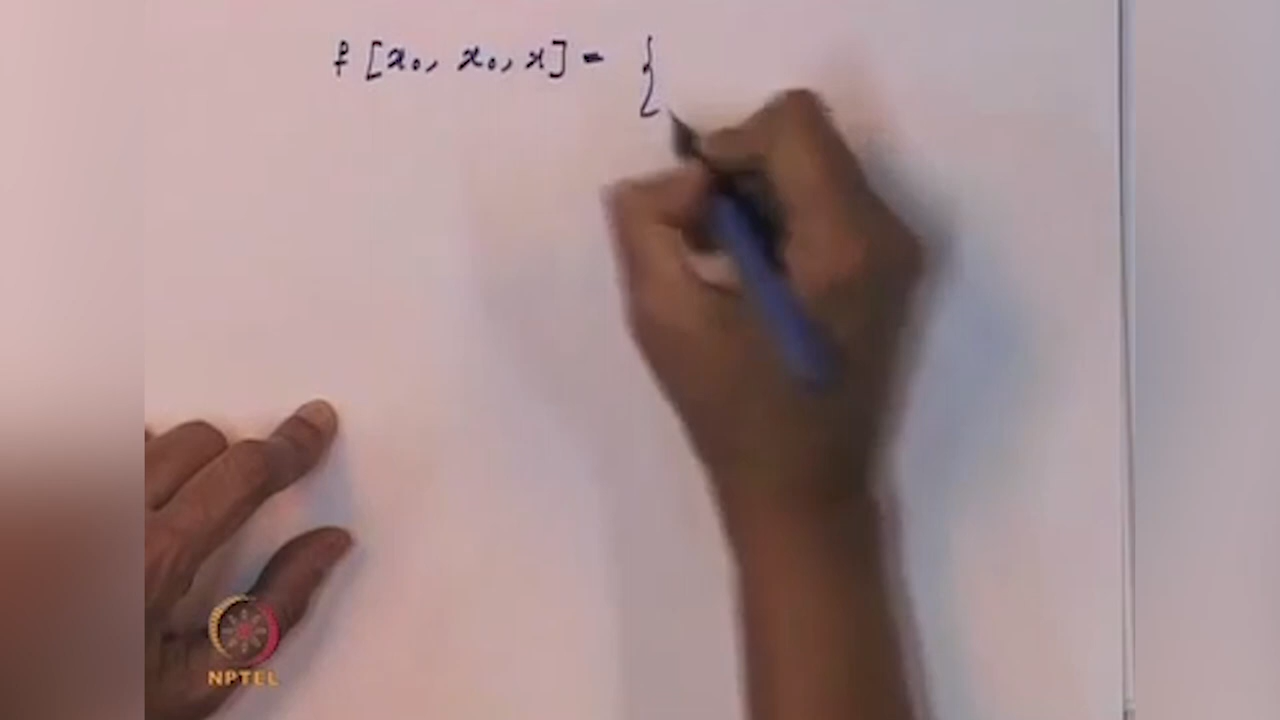 f [x₀, x₀, x] = {
NPTEL